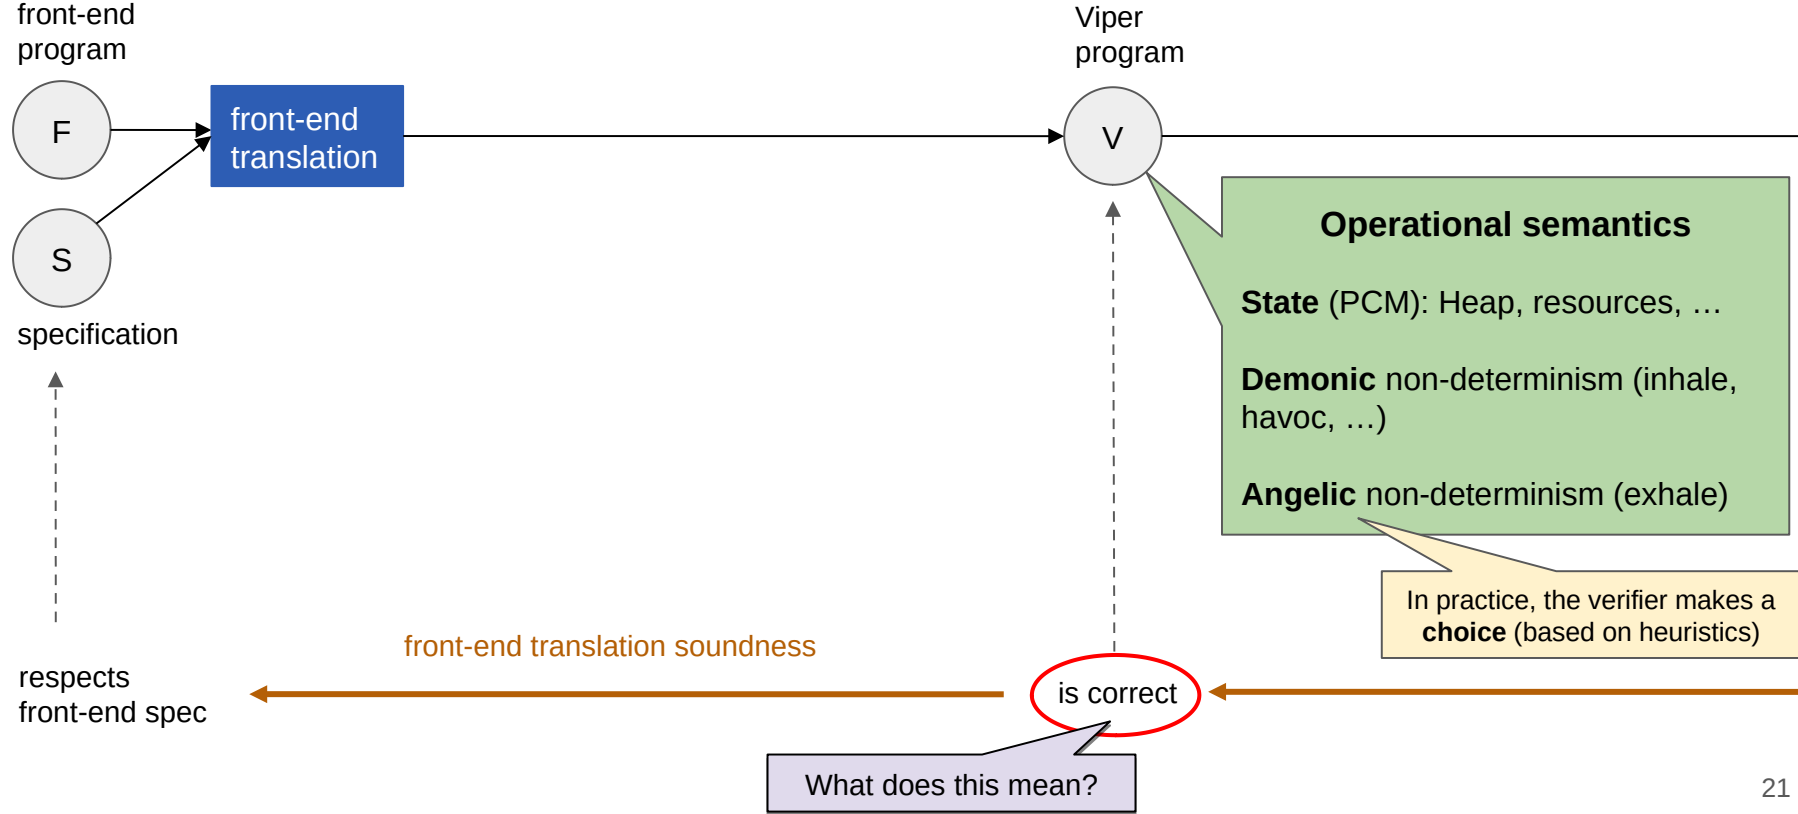 front-end
program
Viper
program
F
front-end
translation
V
S
specification
Operational semantics
State (PCM): Heap, resources, …
Demonic non-determinism (inhale,
havoc, …)
Angelic non-determinism (exhale)
In practice, the verifier makes a
choice (based on heuristics)
front-end translation soundness
respects
front-end spec
is correct
What does this mean?
21